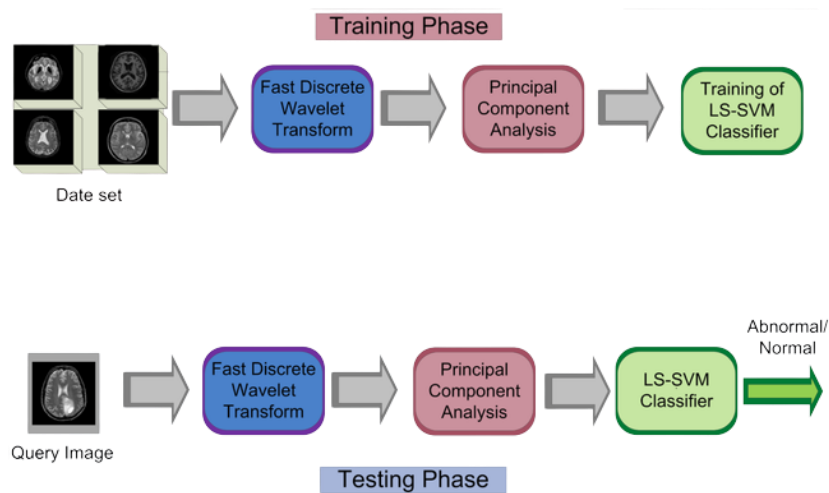 Training Phase
Fast Discrete
Wavelet
Transform
Principal
Component
Analysis
Training of
LS-SVM
Classifier
Date set
Abnormal/
Normal
Fast Discrete
Wavelet
Transform
Principal
Component
Analysis
LS-SVM
Classifier
Query Image
Testing Phase